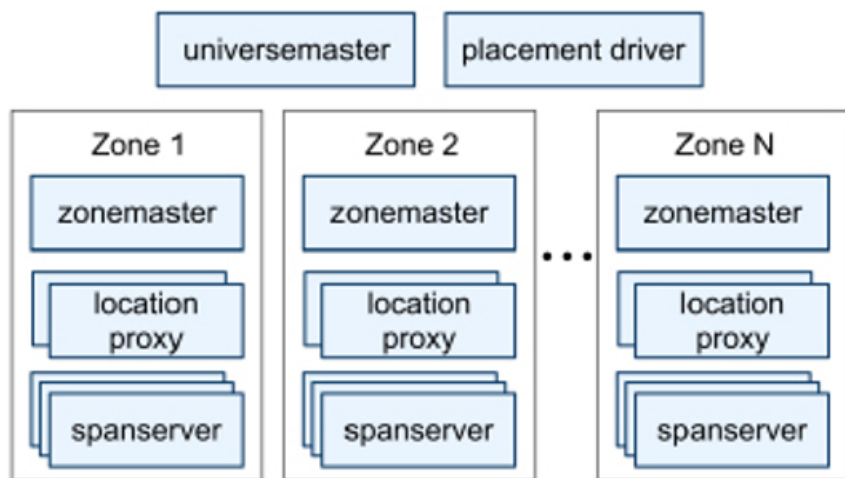 universemaster
placement driver
Zone 1
zonemaster
location
proxy
spanserver
Zone 2
zonemaster
location
proxy
spanserver
...
Zone N
zonemaster
location
proxy
spanserver